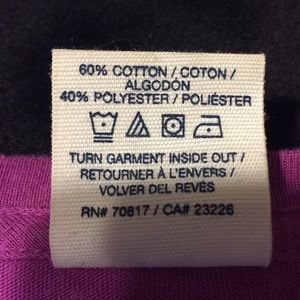 60% COTTON / COTON /
ALGODÓN
40% POLYESTER / POLIÉSTER
TURN GARMENT INSIDE OUT /
RETOURNER À L'ENVERS /
VOLVER DEL REVÉS
RN# 70817 / CA# 23226